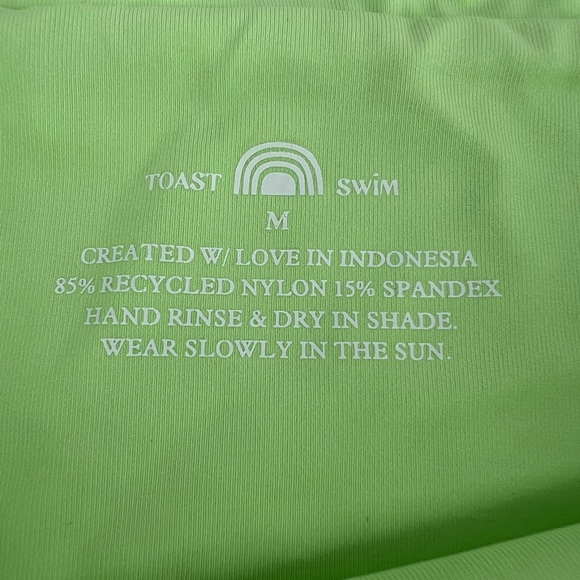 TOAST SWiM
M
CREATED W/ LOVE IN INDONESIA
85% RECYCLED NYLON 15% SPANDEX
HAND RINSE & DRY IN SHADE.
WEAR SLOWLY IN THE SUN.